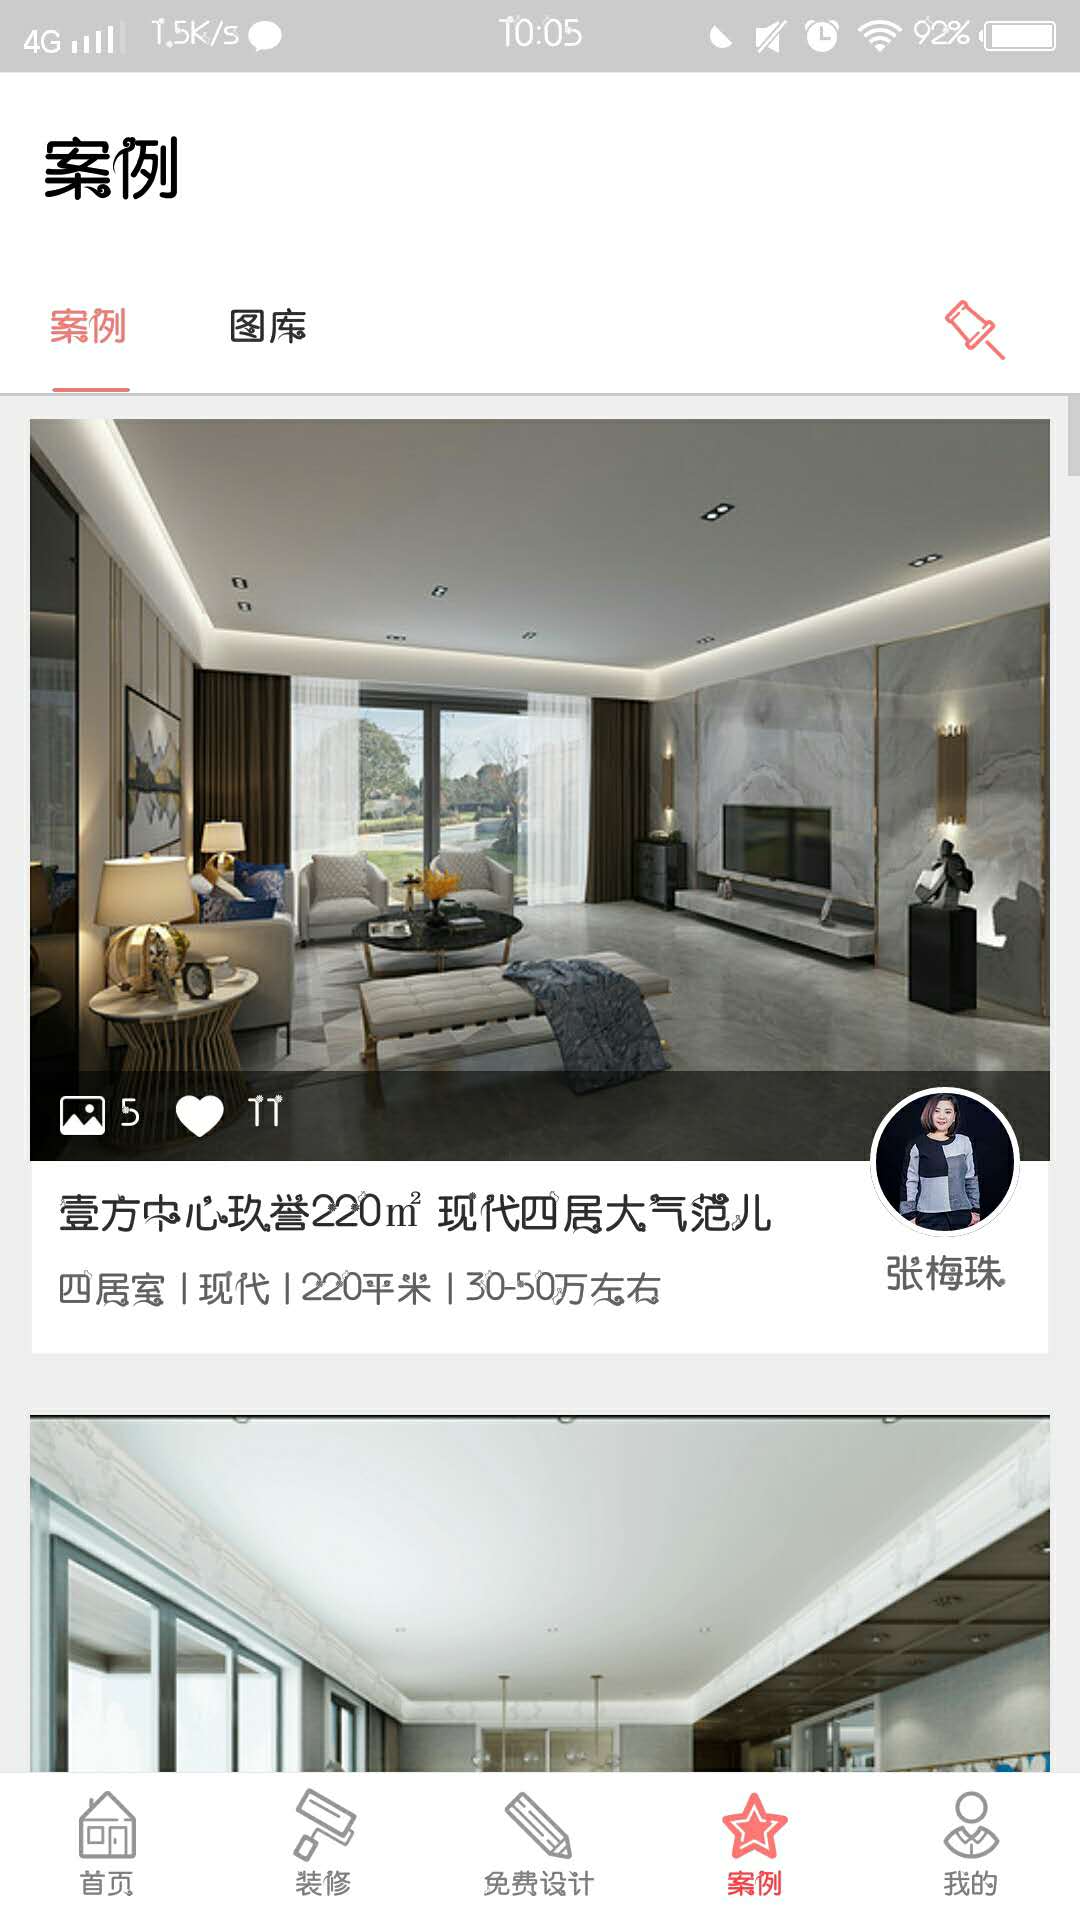 4G 1.5K/s 10:05 92%
案例
案例 图库
5 11
壹方中心玖誉220㎡ 现代四居大气范儿
四居室 | 现代 | 220平米 | 30-50万左右
张梅珠
首页 装修 免费设计 案例 我的